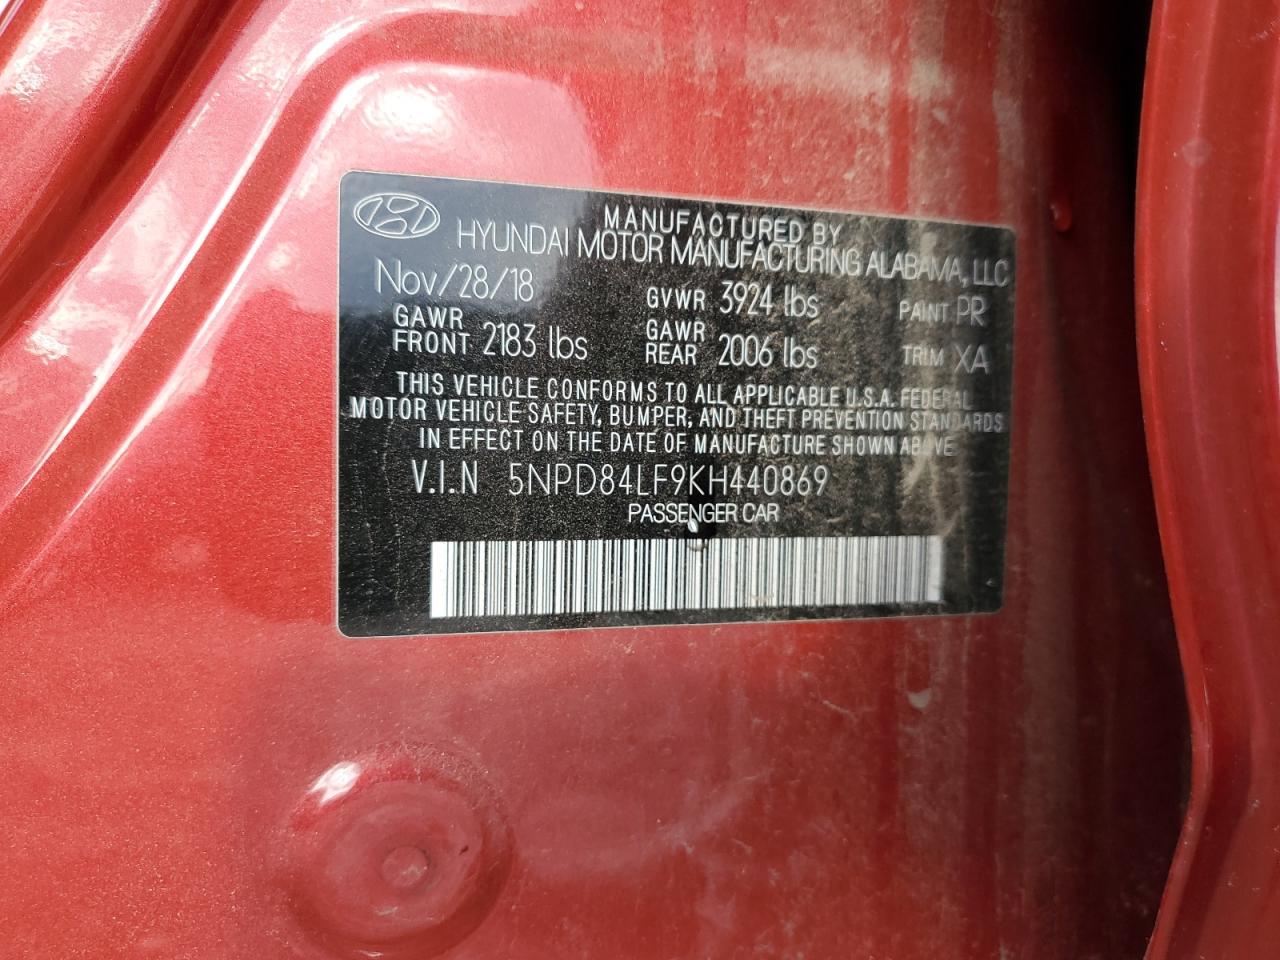 MANUFACTURED BY
HYUNDAI MOTOR MANUFACTURING ALABAMA, LLC
Nov/28/18 GVWR 3924 lbs PAINT PR
GAWR FRONT 2183 lbs GAWR REAR 2006 lbs TRIM XA
THIS VEHICLE CONFORMS TO ALL APPLICABLE U.S.A. FEDERAL
MOTOR VEHICLE SAFETY, BUMPER, AND THEFT PREVENTION STANDARDS
IN EFFECT ON THE DATE OF MANUFACTURE SHOWN ABOVE
V.I.N 5NPD84LF9KH440869
PASSENGER CAR